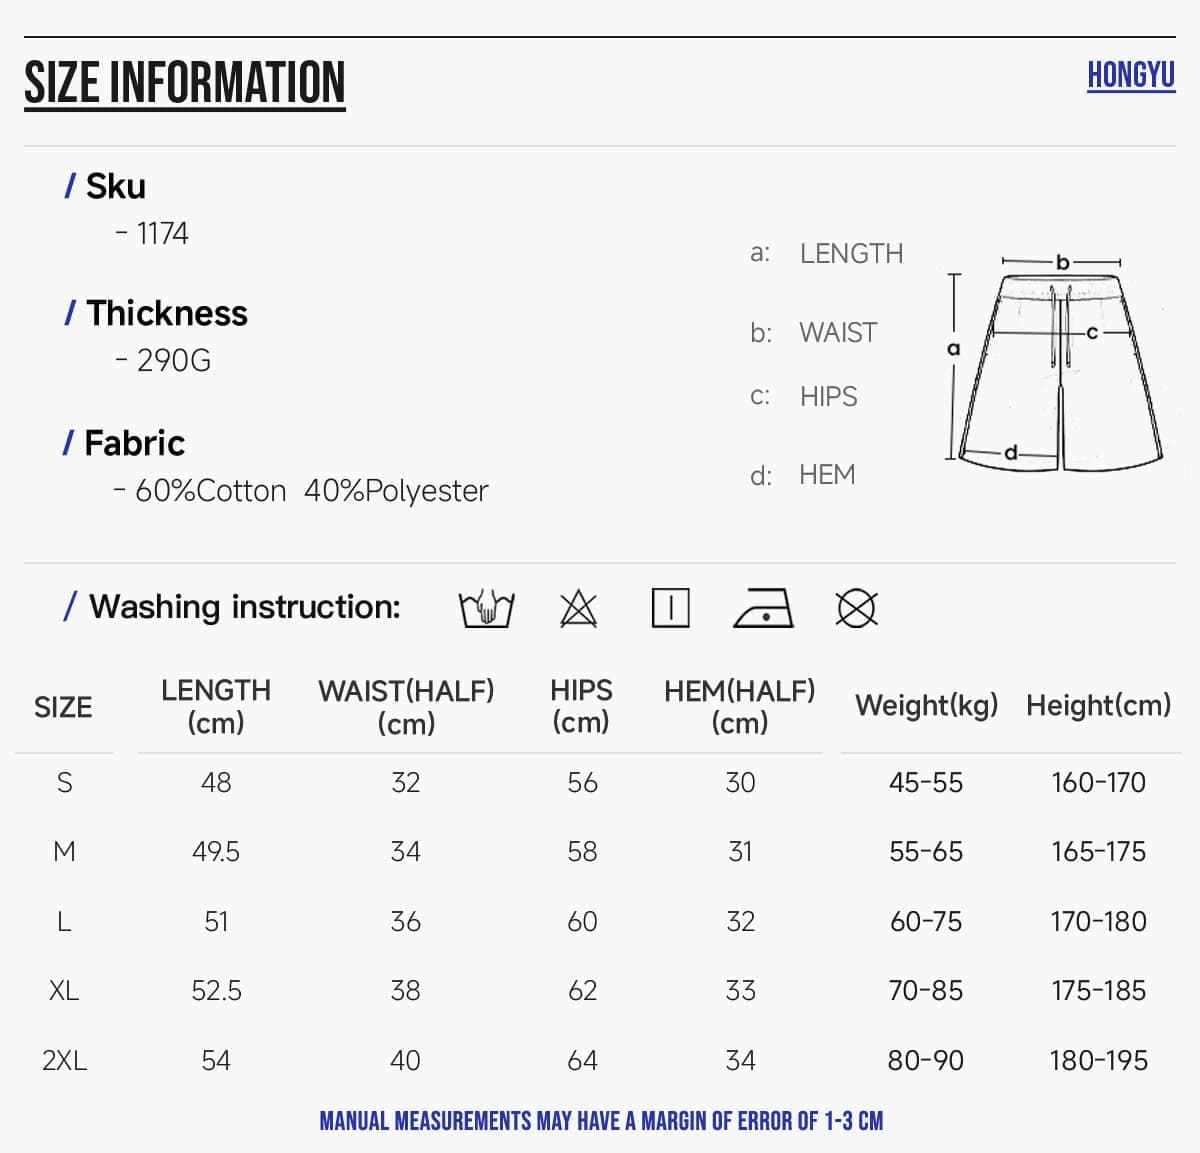 SIZE INFORMATION
HONGYU
/ Sku
- 1174
/ Thickness
- 290G
/ Fabric
- 60%Cotton 40%Polyester
a: LENGTH
b: WAIST
c: HIPS
d: HEM
b
a
c
d
/ Washing instruction:
SIZE LENGTH (cm) WAIST(HALF) (cm) HIPS (cm) HEM(HALF) (cm) Weight(kg) Height(cm)
S 48 32 56 30 45-55 160-170
M 49.5 34 58 31 55-65 165-175
L 51 36 60 32 60-75 170-180
XL 52.5 38 62 33 70-85 175-185
2XL 54 40 64 34 80-90 180-195
MANUAL MEASUREMENTS MAY HAVE A MARGIN OF ERROR OF 1-3 CM